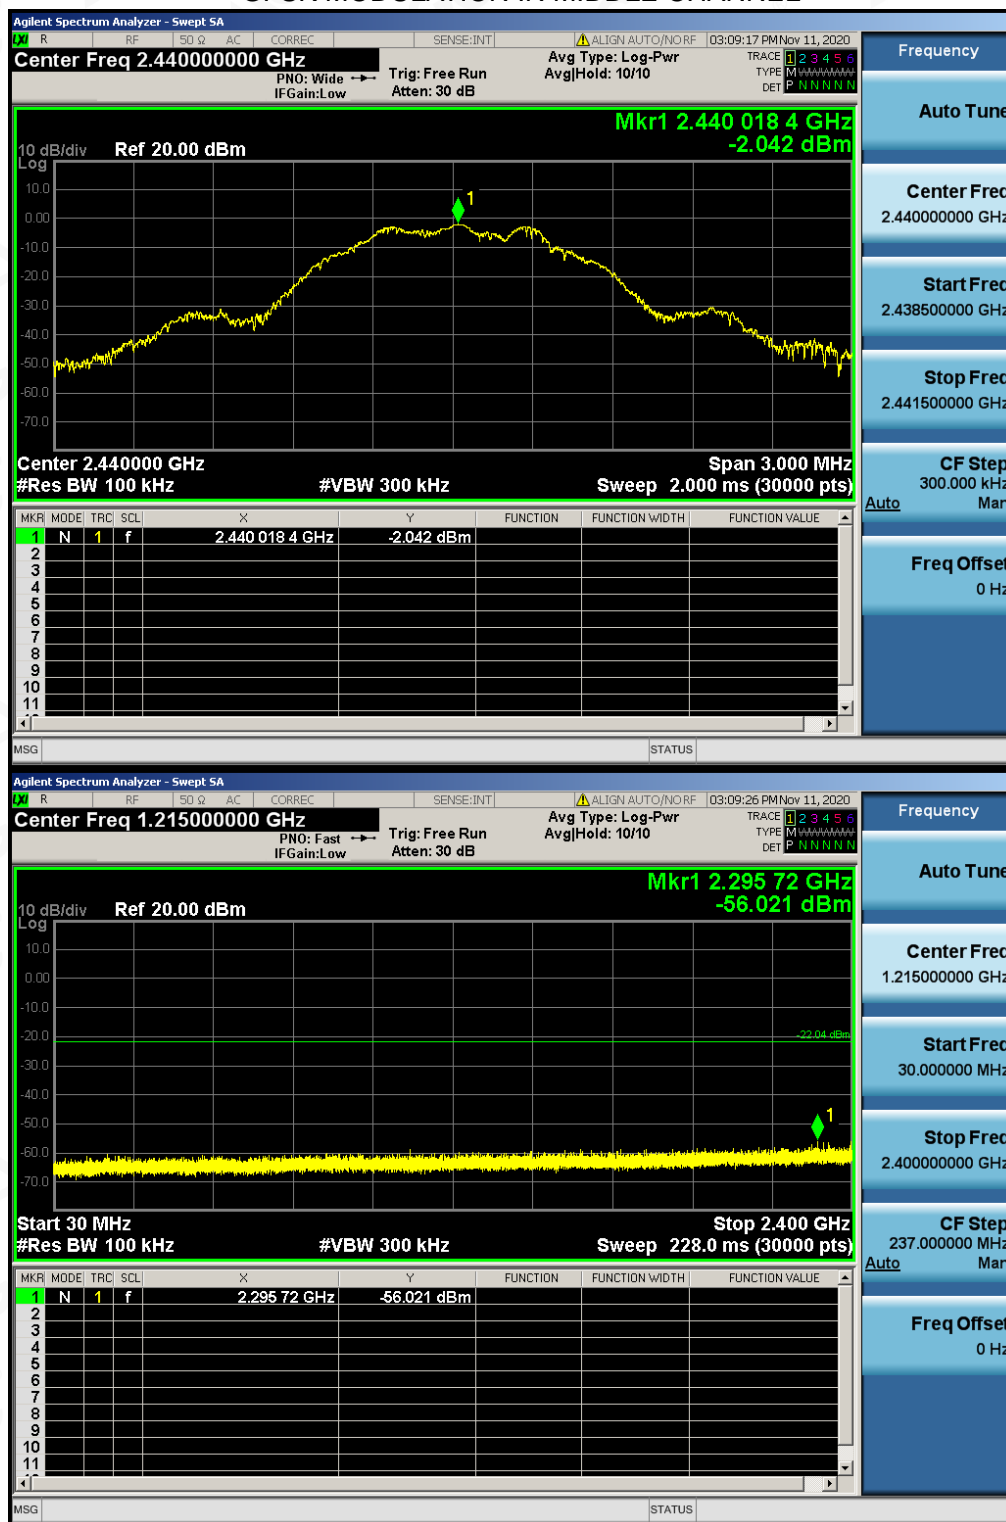 MODULATION IN MIDDLE CHANNEL
Agilent Spectrum Analyzer - Swept SA
LXI R RF 50 Ω AC CORREC SENSE:INT ALIGN AUTO/NO RF 03:09:17 PM Nov 11, 2020
Center Freq 2.440000000 GHz
PNO: Wide
IFGain:Low
Trig: Free Run
Atten: 30 dB
Avg Type: Log-Pwr
Avg|Hold: 10/10
TRACE 1 2 3 4 5 6
TYPE M
DET P N N N N N
Mkr1 2.440 018 4 GHz
-2.042 dBm
10 dB/div Ref 20.00 dBm
Log
10.0
0.00
-10.0
-20.0
-30.0
-40.0
-50.0
-60.0
-70.0
1
Center 2.440000 GHz Span 3.000 MHz
#Res BW 100 kHz #VBW 300 kHz Sweep 2.000 ms (30000 pts)
MKR MODE TRC SCL X Y FUNCTION FUNCTION WIDTH FUNCTION VALUE
1 N 1 f 2.440 018 4 GHz -2.042 dBm
2
3
4
5
6
7
8
9
10
11
MSG STATUS
Frequency
Auto Tune
Center Freq
2.440000000 GHz
Start Freq
2.438500000 GHz
Stop Freq
2.441500000 GHz
CF Step
300.000 kHz
Auto Man
Freq Offset
0 Hz
Agilent Spectrum Analyzer - Swept SA
LXI R RF 50 Ω AC CORREC SENSE:INT ALIGN AUTO/NO RF 03:09:26 PM Nov 11, 2020
Center Freq 1.215000000 GHz
PNO: Fast
IFGain:Low
Trig: Free Run
Atten: 30 dB
Avg Type: Log-Pwr
Avg|Hold: 10/10
TRACE 1 2 3 4 5 6
TYPE M
DET P N N N N N
Mkr1 2.295 72 GHz
-56.021 dBm
10 dB/div Ref 20.00 dBm
Log
10.0
0.00
-10.0
-20.0
-30.0
-40.0
-50.0
-60.0
-70.0
-22.04 dBm
1
Start 30 MHz Stop 2.400 GHz
#Res BW 100 kHz #VBW 300 kHz Sweep 228.0 ms (30000 pts)
MKR MODE TRC SCL X Y FUNCTION FUNCTION WIDTH FUNCTION VALUE
1 N 1 f 2.295 72 GHz -56.021 dBm
2
3
4
5
6
7
8
9
10
11
MSG STATUS
Frequency
Auto Tune
Center Freq
1.215000000 GHz
Start Freq
30.000000 MHz
Stop Freq
2.400000000 GHz
CF Step
237.000000 MHz
Auto Man
Freq Offset
0 Hz